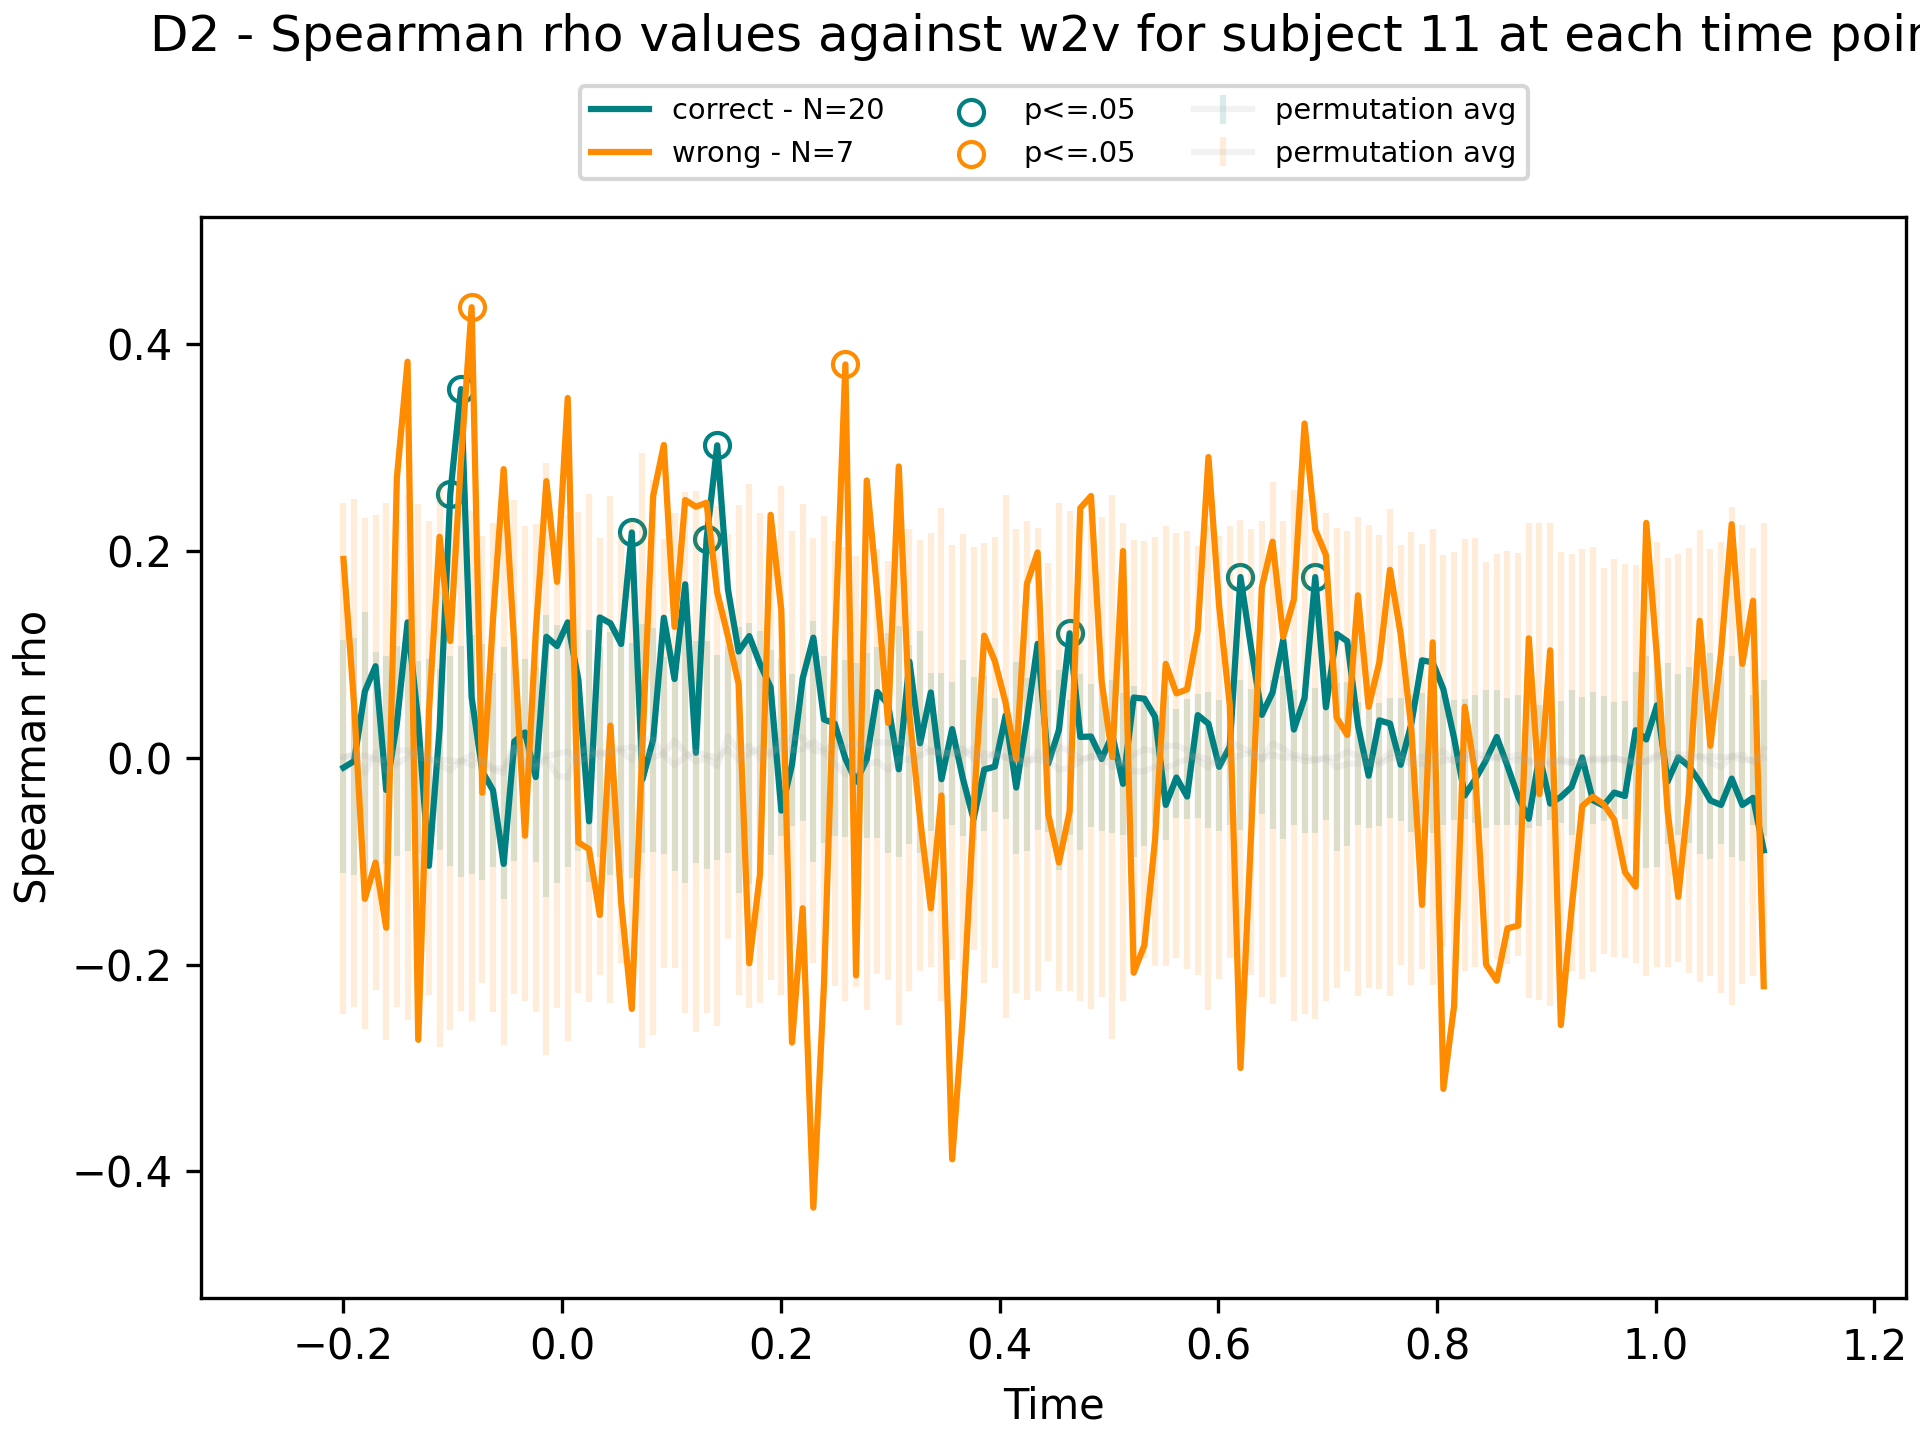 D2 - Spearman rho values against w2v for subject 11 at each time poin
correct - N=20
wrong - N=7
p<=.05
p<=.05
permutation avg
permutation avg
Spearman rho
0.4
0.2
0.0
−0.2
−0.4
−0.2 0.0 0.2 0.4 0.6 0.8 1.0 1.2
Time